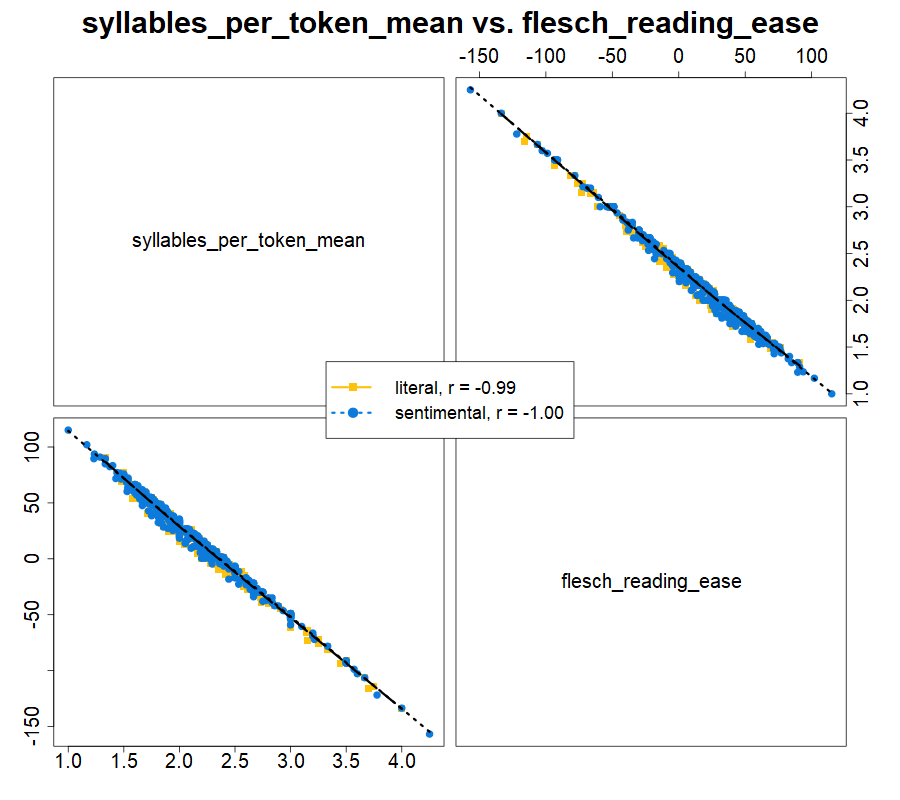 syllables_per_token_mean vs. flesch_reading_ease
-150 -100 -50 0 50 100
syllables_per_token_mean
1.0 1.5 2.0 2.5 3.0 3.5 4.0
literal, r = -0.99
sentimental, r = -1.00
-150 -50 0 50 100
flesch_reading_ease
1.0 1.5 2.0 2.5 3.0 3.5 4.0